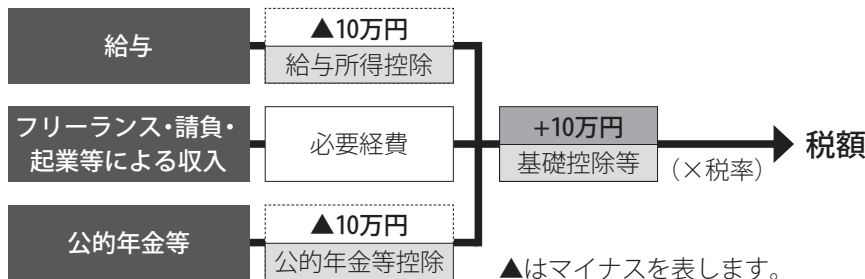 給与
▲10万円
給与所得控除
フリーランス・請負・
起業等による収入
必要経費
+10万円
基礎控除等
(×税率)
税額
公的年金等
▲10万円
公的年金等控除
▲はマイナスを表します。